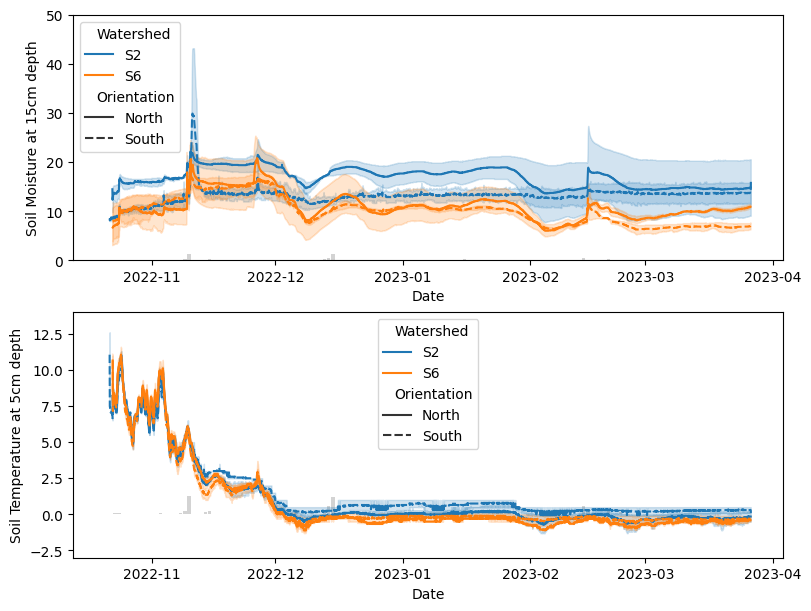 50
40
30
20
10
0
Soil Moisture at 15cm depth
Watershed
S2
S6
Orientation
North
South
2022-11
2022-12
2023-01
2023-02
2023-03
2023-04
Date
12.5
10.0
7.5
5.0
2.5
0.0
−2.5
Soil Temperature at 5cm depth
Watershed
S2
S6
Orientation
North
South
2022-11
2022-12
2023-01
2023-02
2023-03
2023-04
Date